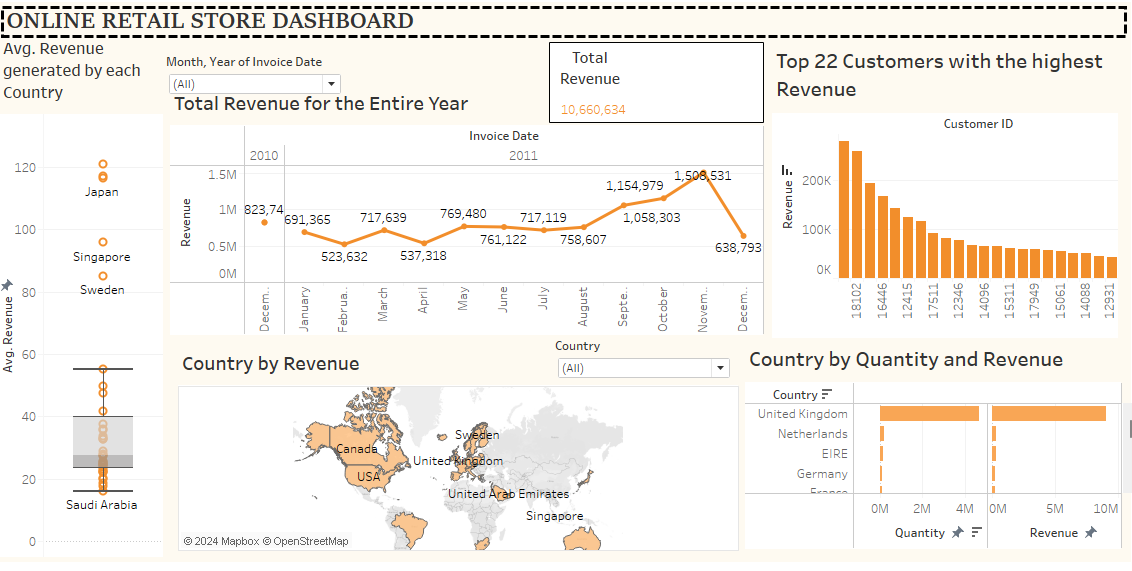 ONLINE RETAIL STORE DASHBOARD
Avg. Revenue
generated by each
Country
Avg. Revenue
120
100
80
60
40
20
0
Japan
Singapore
Sweden
Saudi Arabia
Month, Year of Invoice Date
(All)
Total
Revenue
10,660,634
Total Revenue for the Entire Year
Invoice Date
2010
2011
Revenue
1.5M
1M
0.5M
0M
823,74
691,365
523,632
717,639
537,318
769,480
761,122
717,119
758,607
1,154,979
1,058,303
1,508,531
638,793
Decem..
January
Februa..
March
April
May
June
July
August
Septe..
October
Novem..
Decem..
Top 22 Customers with the highest
Revenue
Customer ID
Revenue
200K
100K
0K
18102
16446
12415
17511
12346
14096
15311
17949
15061
14088
12931
Country by Revenue
Country
(All)
Canada
USA
Sweden
United Kingdom
United Arab Emirates
Singapore
© 2024 Mapbox © OpenStreetMap
Country by Quantity and Revenue
Country
United Kingdom
Netherlands
EIRE
Germany
France
0M 2M 4M
0M 5M 10M
Quantity
Revenue